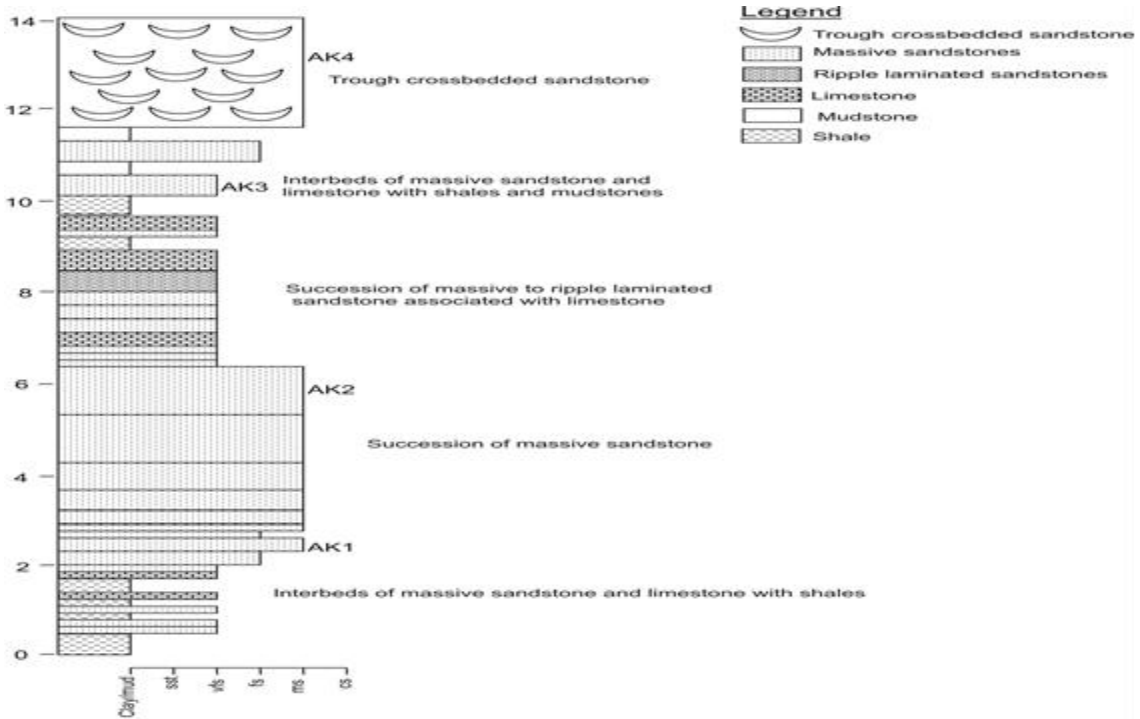 14
12
10
8
6
4
2
0
AK4
Trough crossbedded sandstone
AK3
Interbeds of massive sandstone and
limestone with shales and mudstones
Succession of massive to ripple laminated
sandstone associated with limestone
AK2
Succession of massive sandstone
AK1
Interbeds of massive sandstone and limestone with shales
Clay/mud
sst
vfs
fs
ms
cs
Legend
Trough crossbedded sandstone
Massive sandstones
Ripple laminated sandstones
Limestone
Mudstone
Shale